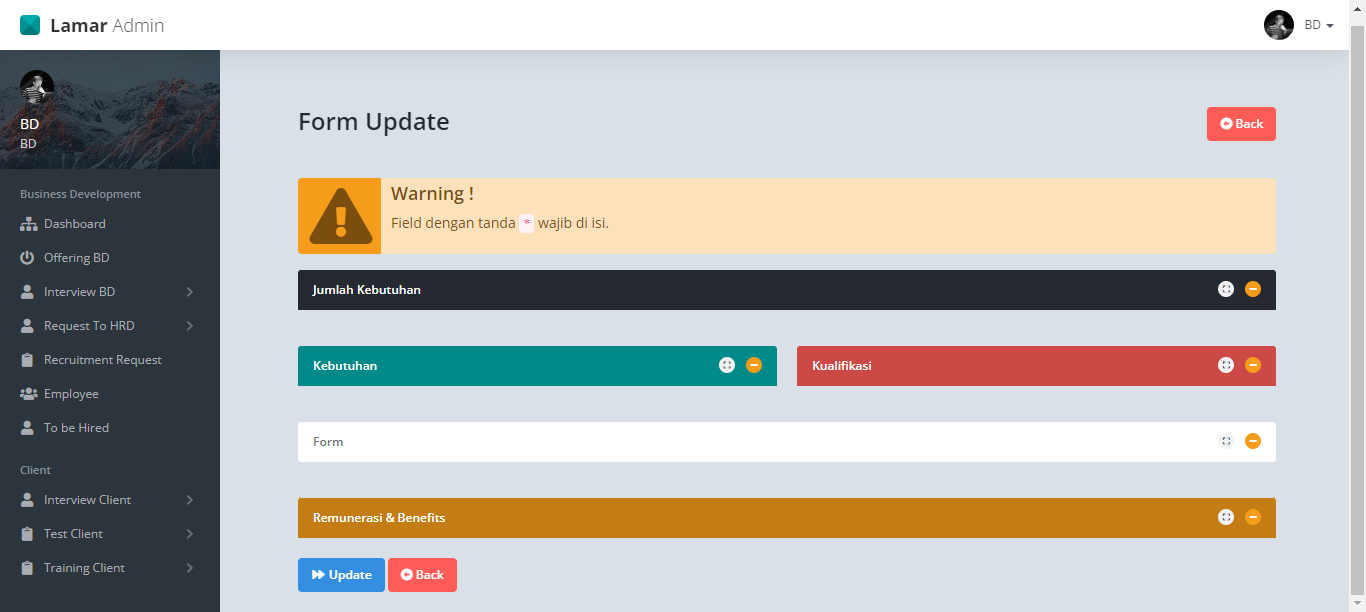 Lamar Admin
BD
BD
BD
Business Development
Dashboard
Offering BD
Interview BD
Request To HRD
Recruitment Request
Employee
To be Hired
Client
Interview Client
Test Client
Training Client
Form Update
Back
Warning !
Field dengan tanda * wajib di isi.
Jumlah Kebutuhan
Kebutuhan
Kualifikasi
Form
Remunerasi & Benefits
Update
Back